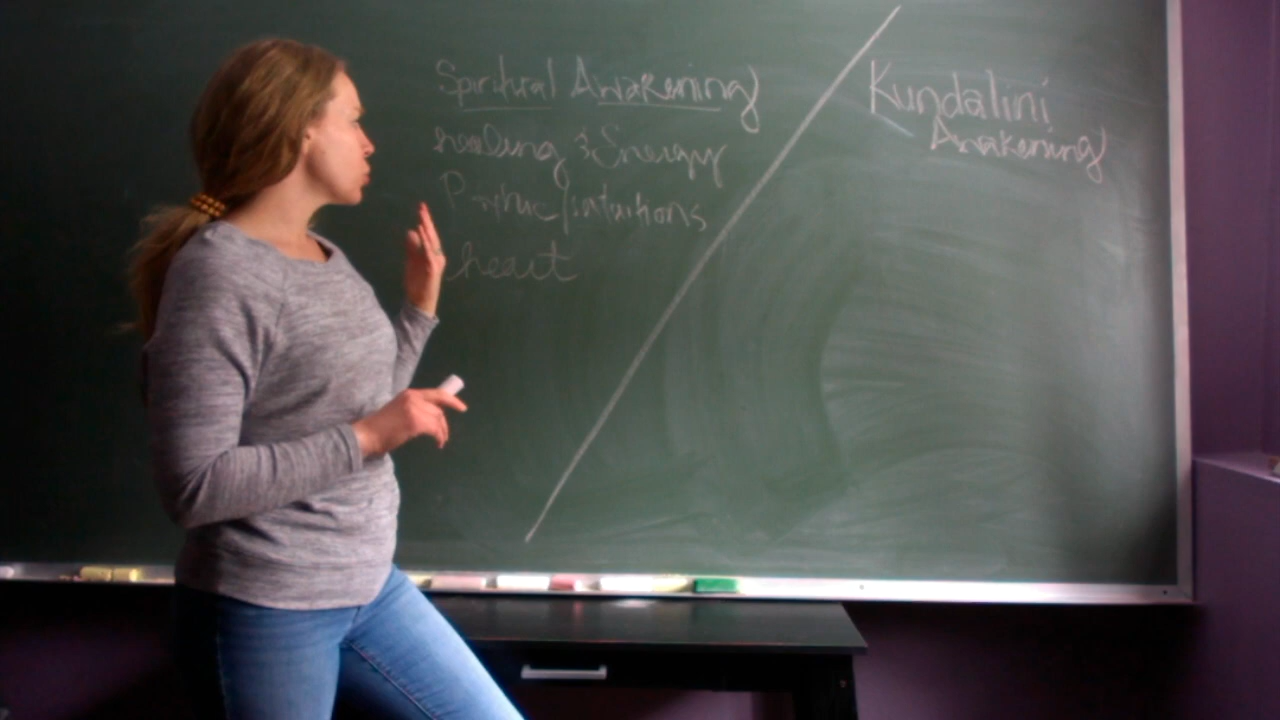 Spiritual Awakening
healing & Energy
Psychic/intuitions
heart
Kundalini
Awakening